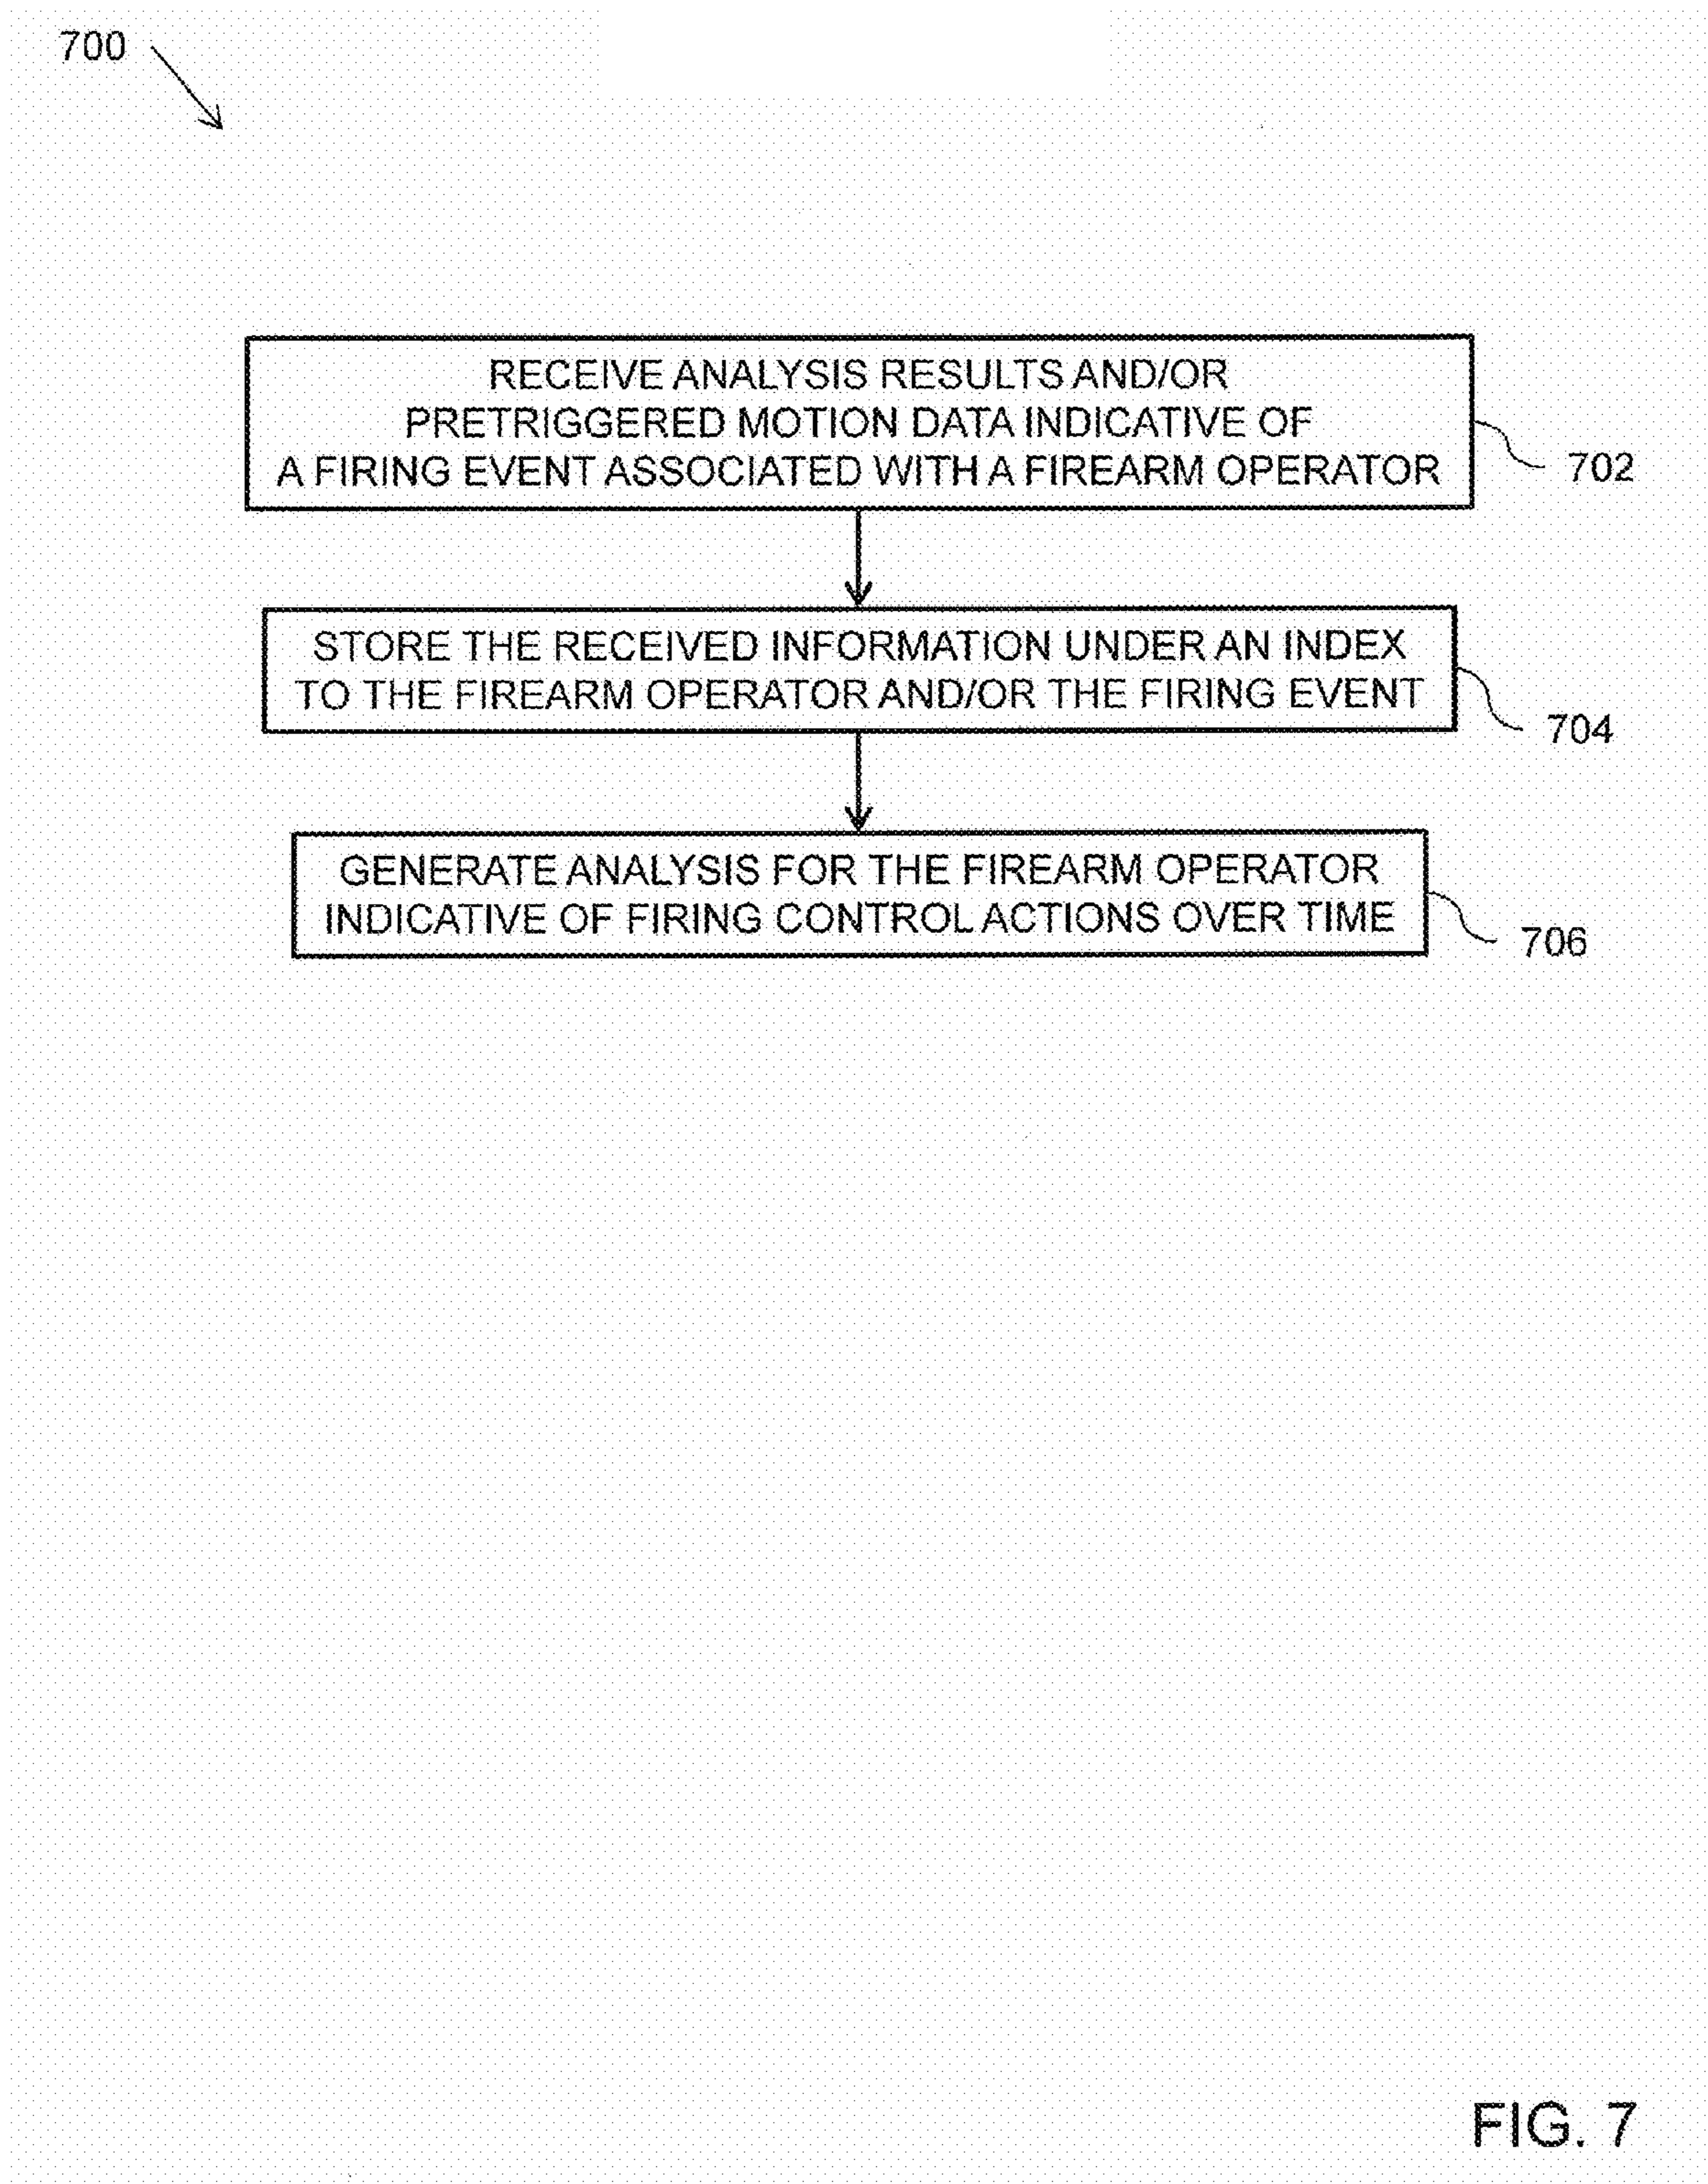 700
RECEIVE ANALYSIS RESULTS AND/OR
PRETRIGGERED MOTION DATA INDICATIVE OF
A FIRING EVENT ASSOCIATED WITH A FIREARM OPERATOR
702
STORE THE RECEIVED INFORMATION UNDER AN INDEX
TO THE FIREARM OPERATOR AND/OR THE FIRING EVENT
704
GENERATE ANALYSIS FOR THE FIREARM OPERATOR
INDICATIVE OF FIRING CONTROL ACTIONS OVER TIME
706
FIG. 7